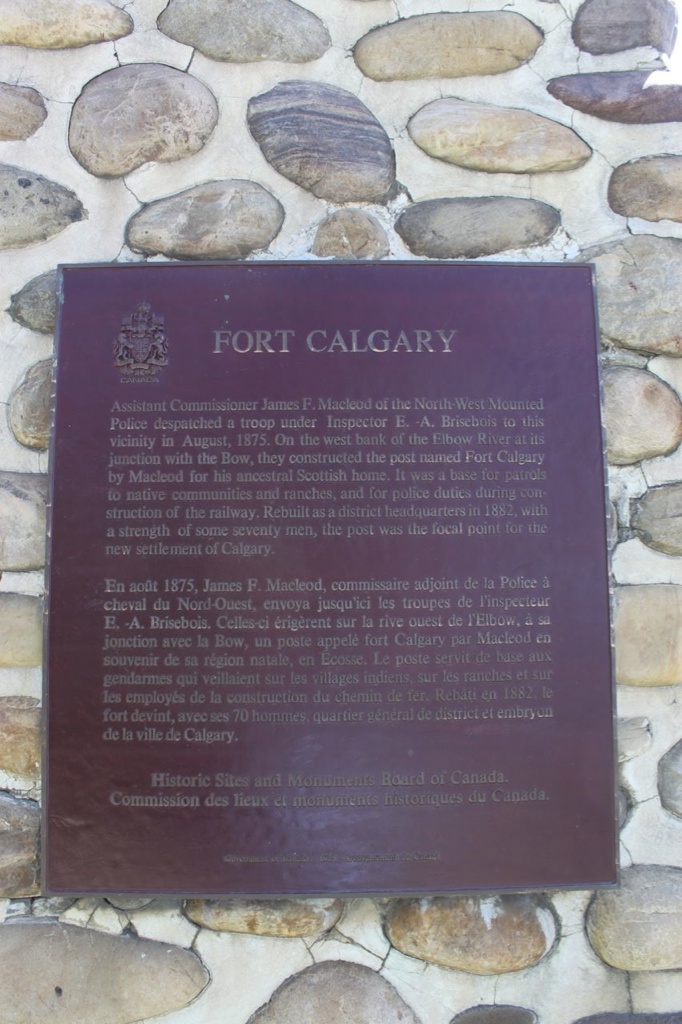 CANADA
FORT CALGARY
Assistant Commissioner James F. Macleod of the North-West Mounted
Police despatched a troop under Inspector E. -A. Brisebois to this
vicinity in August, 1875. On the west bank of the Elbow River at its
junction with the Bow, they constructed the post named Fort Calgary
by Macleod for his ancestral Scottish home. It was a base for patrols
to native communities and ranches, and for police duties during con-
struction of the railway. Rebuilt as a district headquarters in 1882, with
a strength of some seventy men, the post was the focal point for the
new settlement of Calgary.
En août 1875, James F. Macleod, commissaire adjoint de la Police à
cheval du Nord-Ouest, envoya jusqu'ici les troupes de l'inspecteur
E. -A. Brisebois. Celles-ci érigèrent sur la rive ouest de l'Elbow, à sa
jonction avec la Bow, un poste appelé fort Calgary par Macleod en
souvenir de sa région natale, en Écosse. Le poste servit de base aux
gendarmes qui veillaient sur les villages indiens, sur les ranches et sur
les employés de la construction du chemin de fer. Rebâti en 1882, le
fort devint, avec ses 70 hommes, quartier général de district et embryon
de la ville de Calgary.
Historic Sites and Monuments Board of Canada.
Commission des lieux et monuments historiques du Canada.
Government of Canada